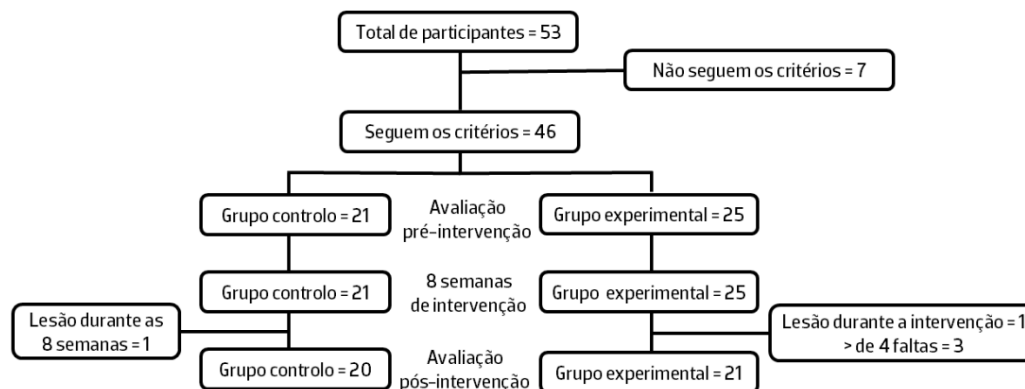 Total de participantes = 53
Não seguem os critérios = 7
Seguem os critérios = 46
Grupo controlo = 21
Avaliação
pré-intervenção
Grupo experimental = 25
Grupo controlo = 21
8 semanas
de intervenção
Grupo experimental = 25
Lesão durante as
8 semanas = 1
Lesão durante a intervenção = 1
> de 4 faltas = 3
Grupo controlo = 20
Avaliação
pós-intervenção
Grupo experimental = 21